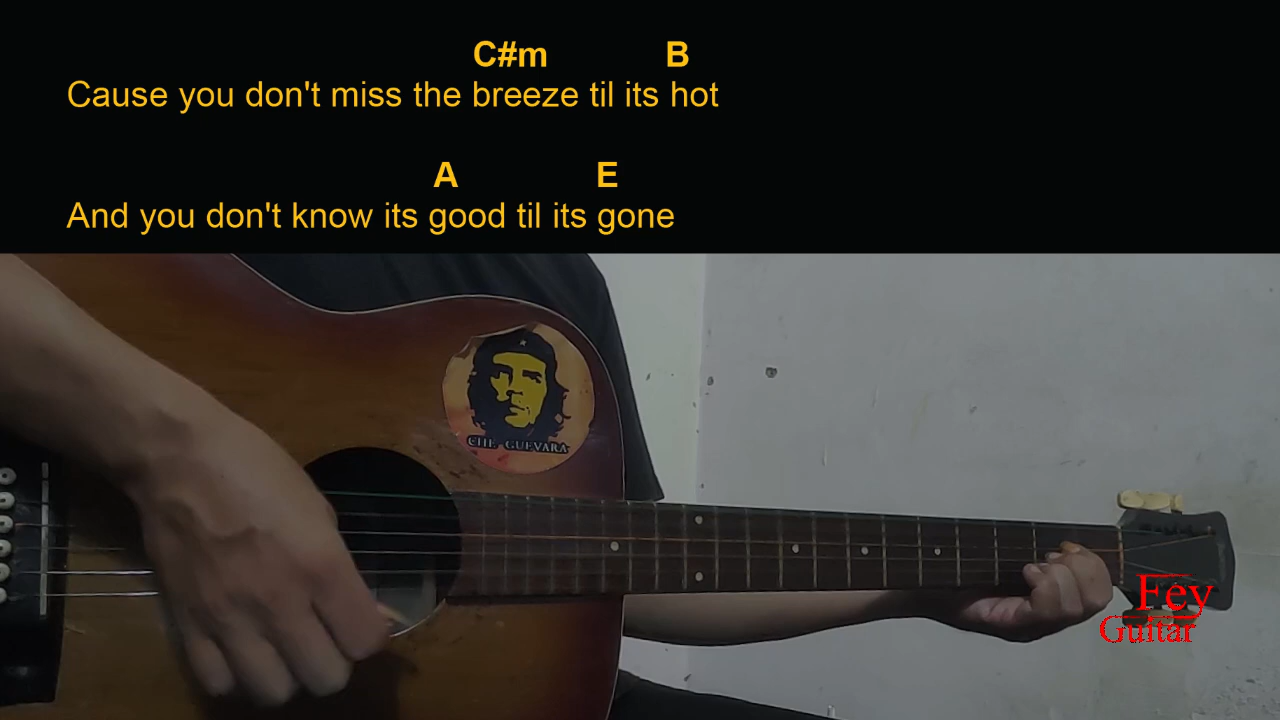 C#m B
Cause you don't miss the breeze til its hot
A E
And you don't know its good til its gone
CHE GUEVARA
Fey
Guitar